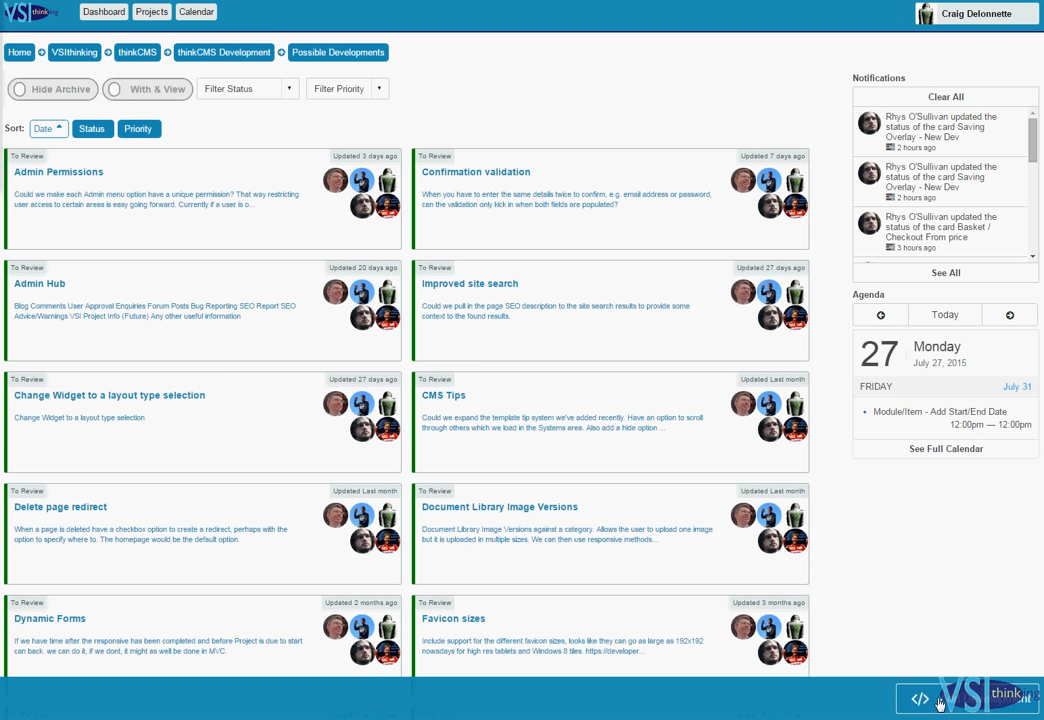 VSI thinking
Dashboard
Projects
Calendar
Craig Delonnette
Home
VSIthinking
thinkCMS
thinkCMS Development
Possible Developments
Hide Archive
With & View
Filter Status
Filter Priority
Sort:
Date
Status
Priority
To Review
Updated 3 days ago
Admin Permissions
Could we make each Admin menu option have a unique permission? That way restricting
user access to certain areas is easy going forward. Currently if a user is o...
To Review
Updated 7 days ago
Confirmation validation
When you have to enter the same details twice to confirm, e.g. email address or password,
can the validation only kick in when both fields are populated?
To Review
Updated 20 days ago
Admin Hub
Blog Comments User Approval Enquiries Forum Posts Bug Reporting SEO Report SEO
Advice/Warnings VSI Project Info (Future) Any other useful information
To Review
Updated 27 days ago
Improved site search
Could we pull in the page SEO description to the site search results to provide some
context to the found results.
To Review
Updated 27 days ago
Change Widget to a layout type selection
Change Widget to a layout type selection
To Review
Updated Last month
CMS Tips
Could we expand the template tip system we've added recently. Have an option to scroll
through others which we load in the Systems area. Also add a hide option ...
To Review
Updated Last month
Delete page redirect
When a page is deleted have a checkbox option to create a redirect, perhaps with the
option to specify where to. The homepage would be the default option.
To Review
Updated Last month
Document Library Image Versions
Document Library Image Versions against a category. Allows the user to upload one image
but it is uploaded in multiple sizes. We can then use responsive methods...
To Review
Updated 2 months ago
Dynamic Forms
If we have time after the responsive has been completed and before Project is due to start
can back. we can do it, if we dont, it might as well be done in MVC.
To Review
Updated 3 months ago
Favicon sizes
Include support for the different favicon sizes, looks like they can go as large as 192x192
nowadays for high res tablets and Windows 8 tiles. https://developer...
Notifications
Clear All
Rhys O'Sullivan updated the
status of the card Saving
Overlay - New Dev
2 hours ago
Rhys O'Sullivan updated the
status of the card Saving
Overlay - New Dev
2 hours ago
Rhys O'Sullivan updated the
status of the card Basket /
Checkout From price
3 hours ago
See All
Agenda
Today
27
Monday
July 27, 2015
FRIDAY
July 31
Module/Item - Add Start/End Date
12:00pm — 12:00pm
See Full Calendar
</> VSI thinking